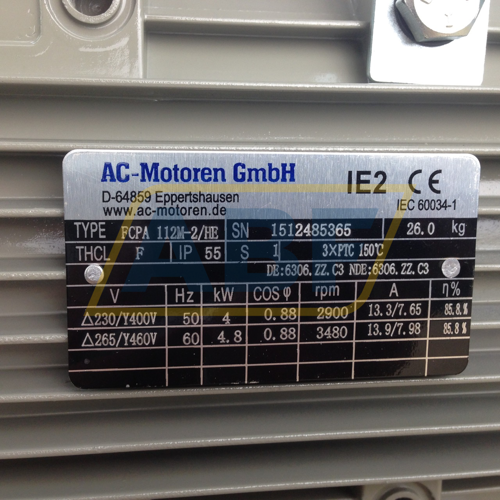 AC-Motoren GmbH
D-64859 Eppertshausen
www.ac-motoren.de
IE2 CE
IEC 60034-1
TYPE FCPA 112M-2/HE SN 1512485365 26.0 kg
THCL F IP 55 S 1 3×PTC 150℃
DE:6306.ZZ.C3 NDE:6306.ZZ.C3
V Hz kW COS φ rpm A η%
△230/Y400V 50 4 0.88 2900 13.3/7.65 85.8.%
△265/Y460V 60 4.8 0.88 3480 13.9/7.98 85.8%
ABF